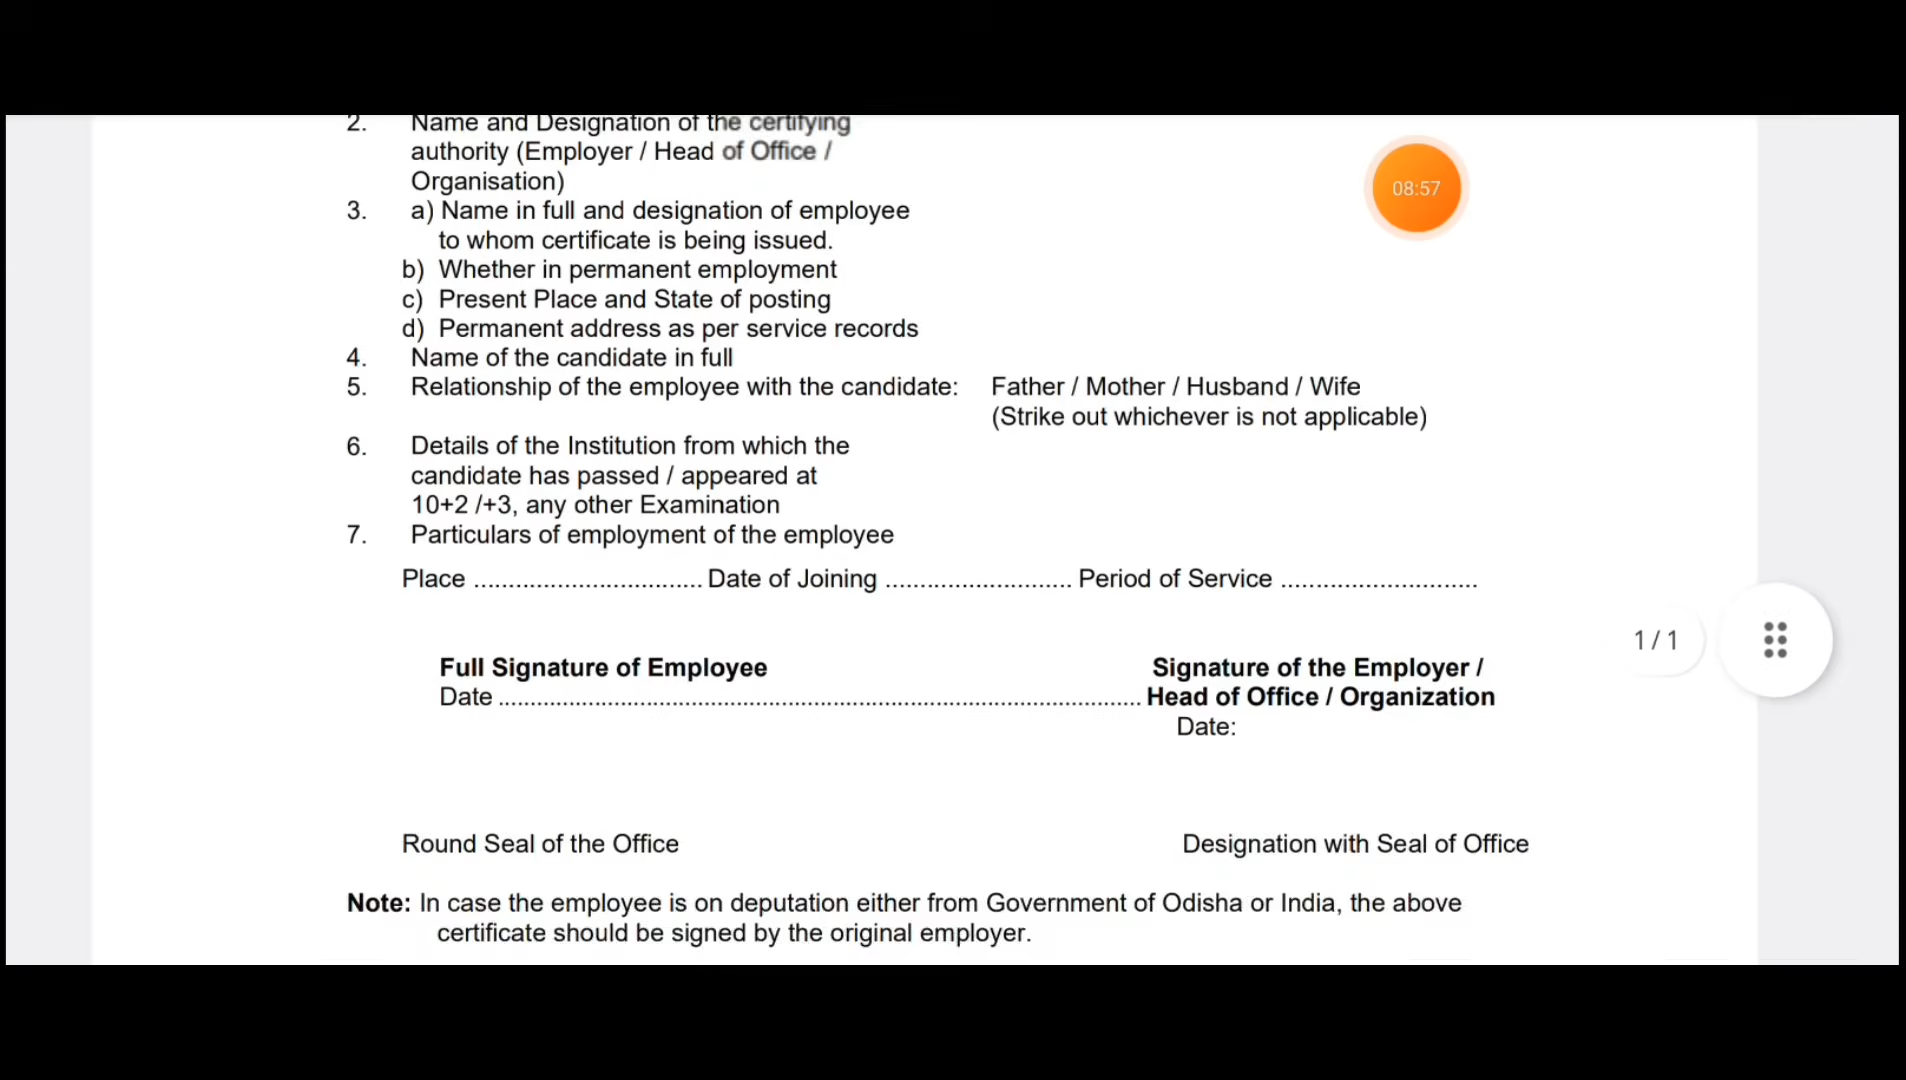 2. Name and Designation of the certifying
authority (Employer / Head of Office /
Organisation)
08:57
3. a) Name in full and designation of employee
to whom certificate is being issued.
b) Whether in permanent employment
c) Present Place and State of posting
d) Permanent address as per service records
4. Name of the candidate in full
5. Relationship of the employee with the candidate: Father / Mother / Husband / Wife
(Strike out whichever is not applicable)
6. Details of the Institution from which the
candidate has passed / appeared at
10+2 /+3, any other Examination
7. Particulars of employment of the employee
Place ................................. Date of Joining ........................... Period of Service ............................
1 / 1
Full Signature of Employee Signature of the Employer /
Date ............................................................................................. Head of Office / Organization
Date:
Round Seal of the Office Designation with Seal of Office
Note: In case the employee is on deputation either from Government of Odisha or India, the above
certificate should be signed by the original employer.